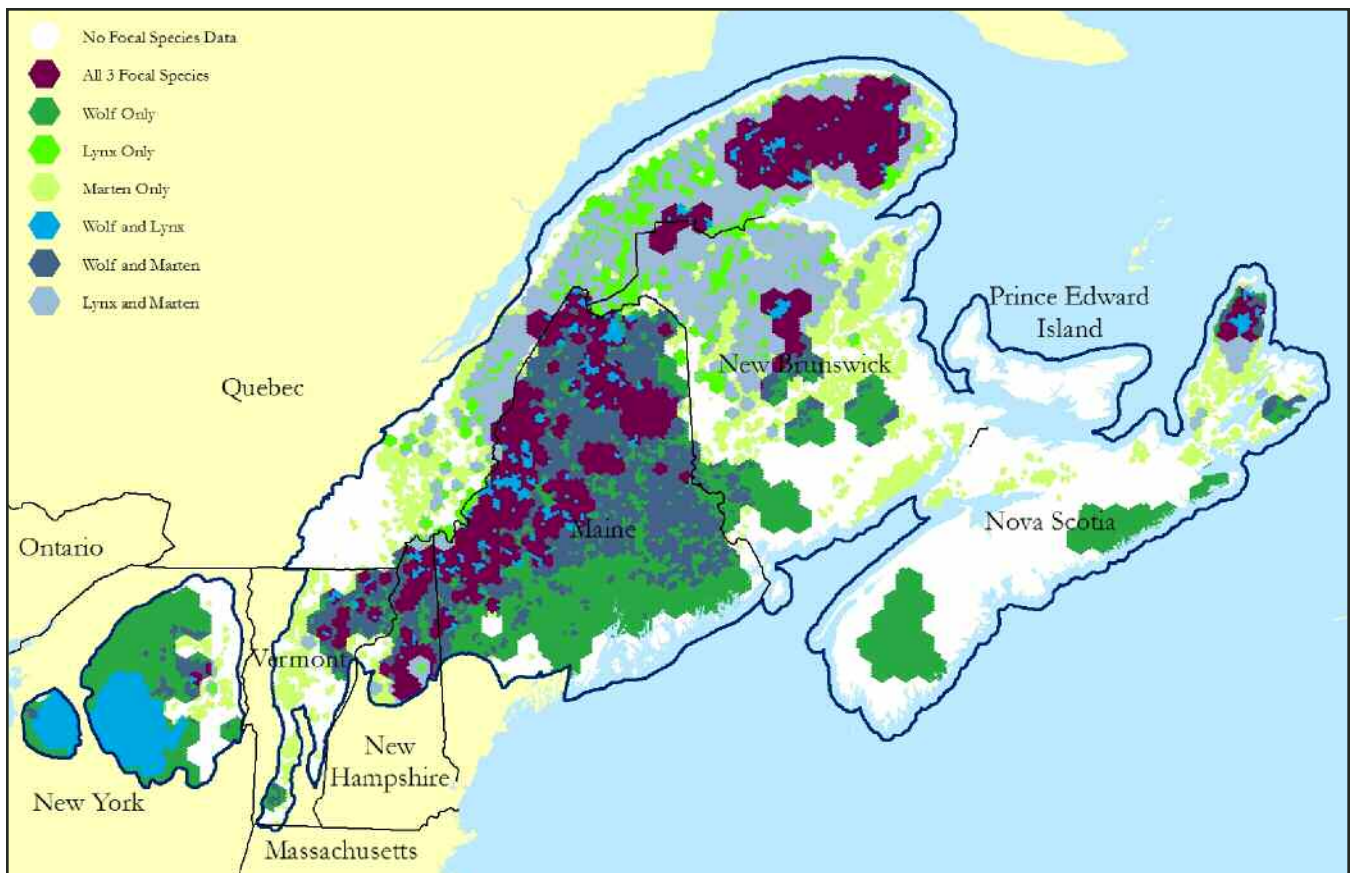 No Focal Species Data
All 3 Focal Species
Wolf Only
Lynx Only
Marten Only
Wolf and Lynx
Wolf and Marten
Lynx and Marten
Prince Edward
Island
New Brunswick
Quebec
Nova Scotia
Maine
Ontario
Vermont
New
Hampshire
New York
Massachusetts